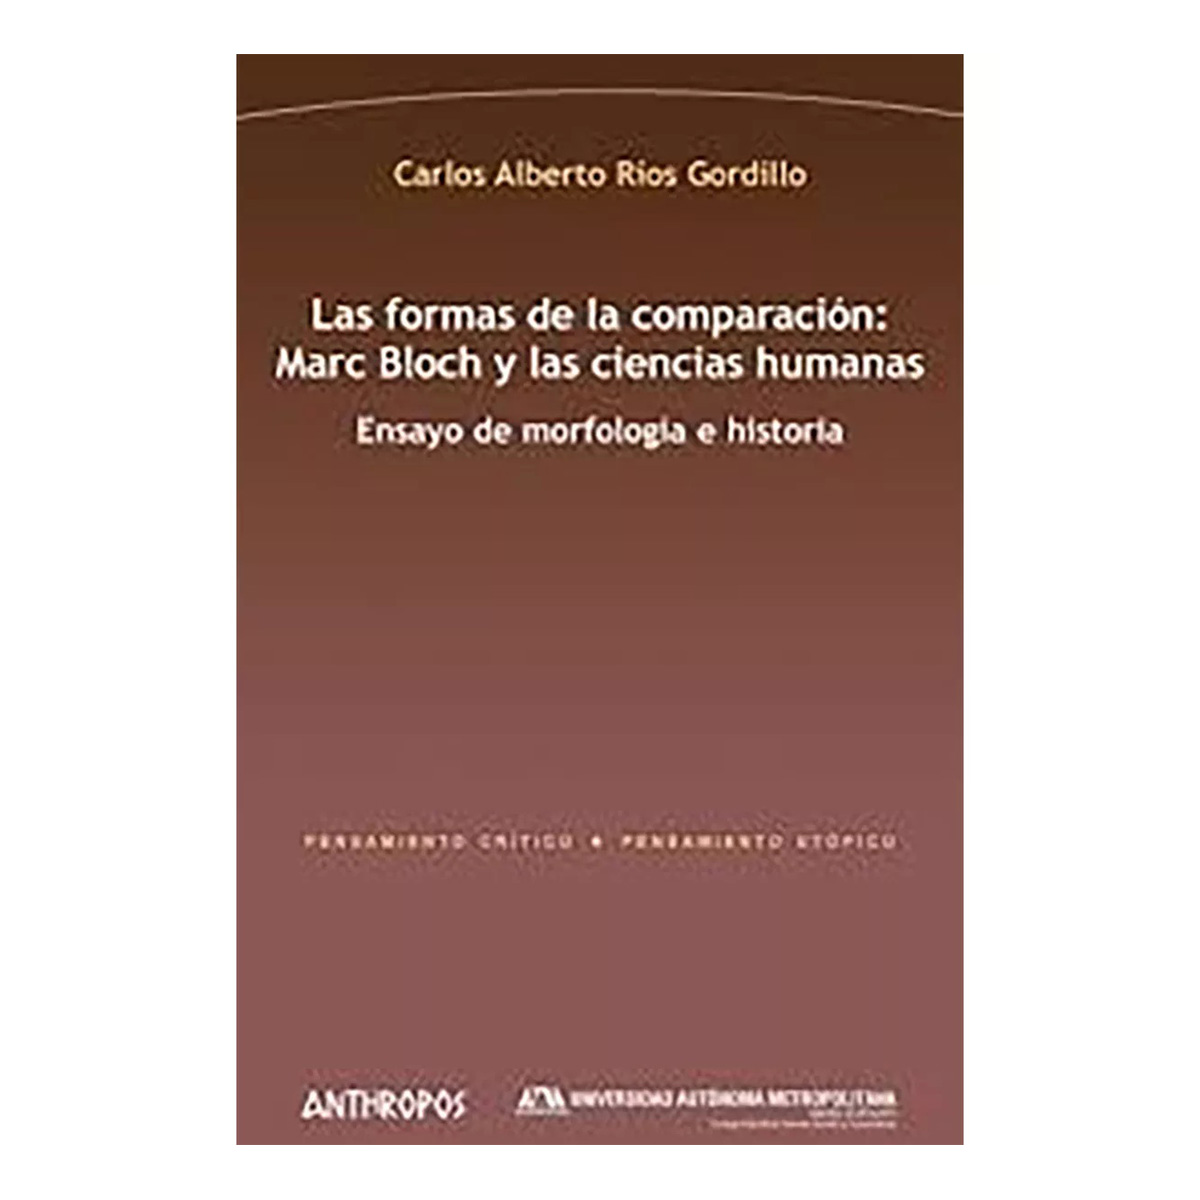 Carlos Alberto Ríos Gordillo
Las formas de la comparación:
Marc Bloch y las ciencias humanas
Ensayo de morfología e historia
PENSAMIENTO CRÍTICO • PENSAMIENTO UTÓPICO
ANTHROPOS
UNIVERSIDAD AUTÓNOMA METROPOLITANA